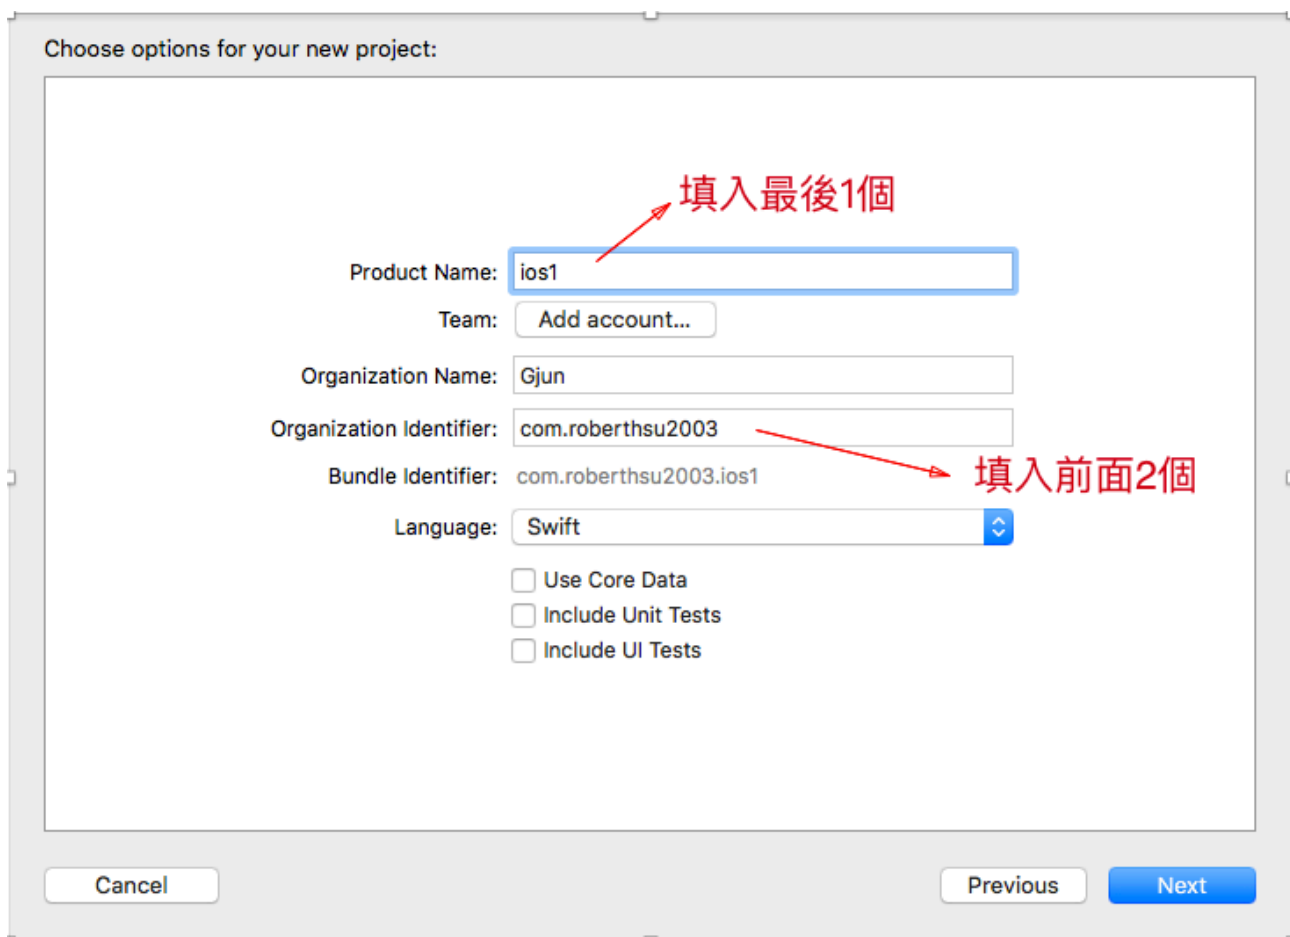 Choose options for your new project:
填入最後1個
Product Name: ios1
Team: Add account...
Organization Name: Gjun
Organization Identifier: com.roberthsu2003
填入前面2個
Bundle Identifier: com.roberthsu2003.ios1
Language: Swift
Use Core Data
Include Unit Tests
Include UI Tests
Cancel Previous Next